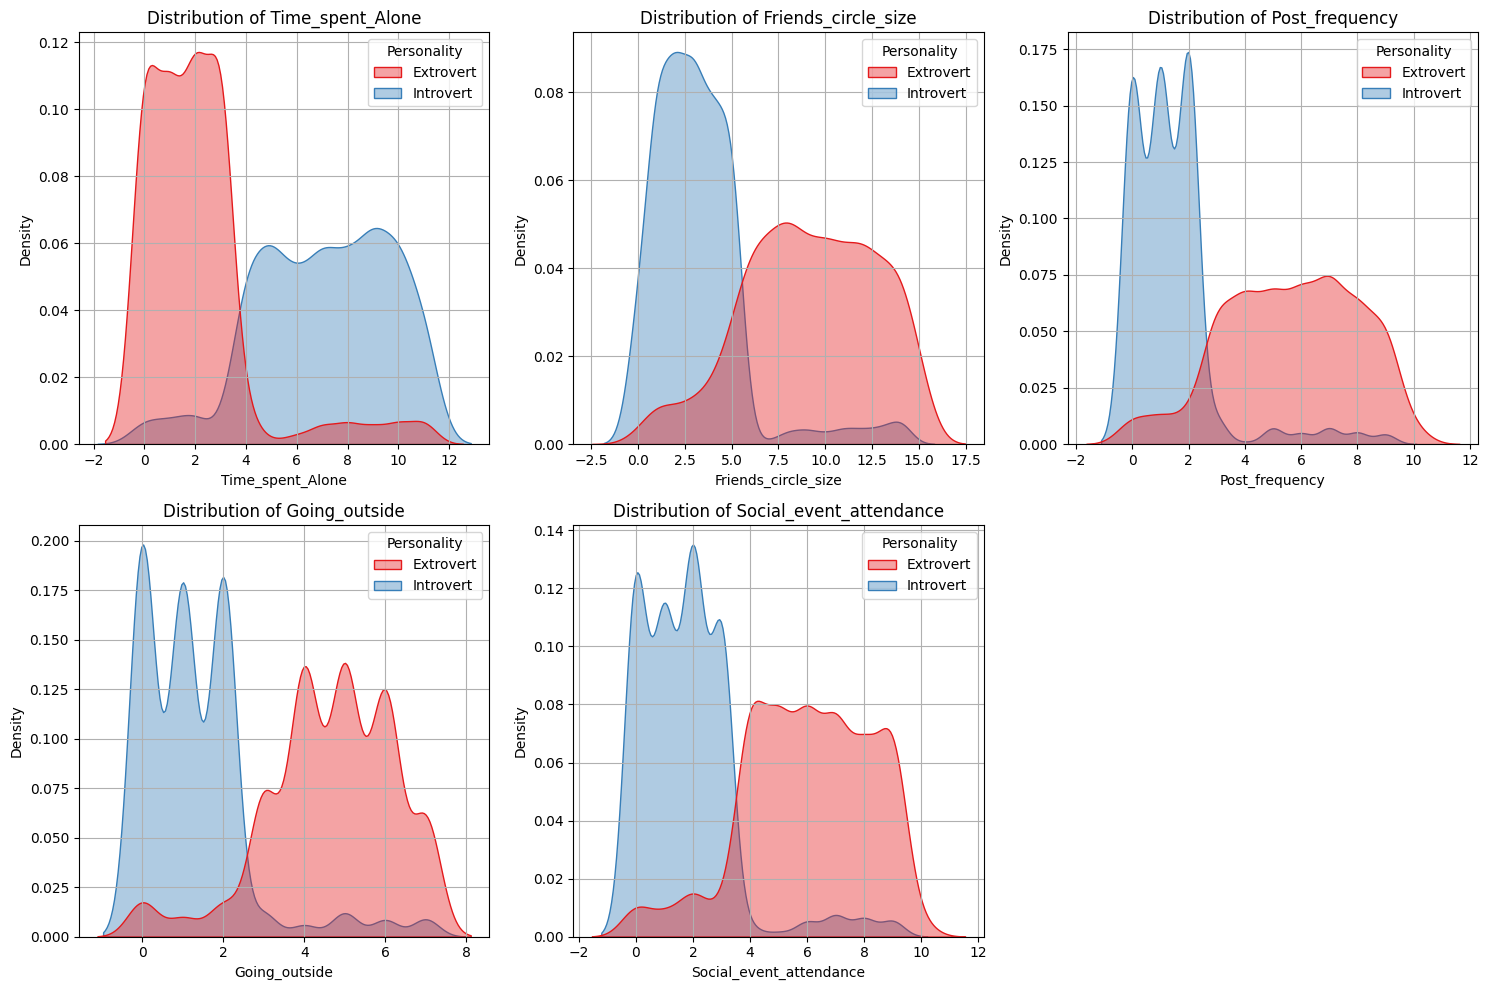 Distribution of Time_spent_Alone
Personality
Extrovert
Introvert
0.12
0.10
0.08
0.06
0.04
0.02
0.00
Density
−2 0 2 4 6 8 10 12
Time_spent_Alone
Distribution of Friends_circle_size
Personality
Extrovert
Introvert
0.08
0.06
0.04
0.02
0.00
Density
−2.5 0.0 2.5 5.0 7.5 10.0 12.5 15.0 17.5
Friends_circle_size
Distribution of Post_frequency
Personality
Extrovert
Introvert
0.175
0.150
0.125
0.100
0.075
0.050
0.025
0.000
Density
−2 0 2 4 6 8 10 12
Post_frequency
Distribution of Going_outside
Personality
Extrovert
Introvert
0.200
0.175
0.150
0.125
0.100
0.075
0.050
0.025
0.000
Density
0 2 4 6 8
Going_outside
Distribution of Social_event_attendance
Personality
Extrovert
Introvert
0.14
0.12
0.10
0.08
0.06
0.04
0.02
0.00
Density
−2 0 2 4 6 8 10 12
Social_event_attendance